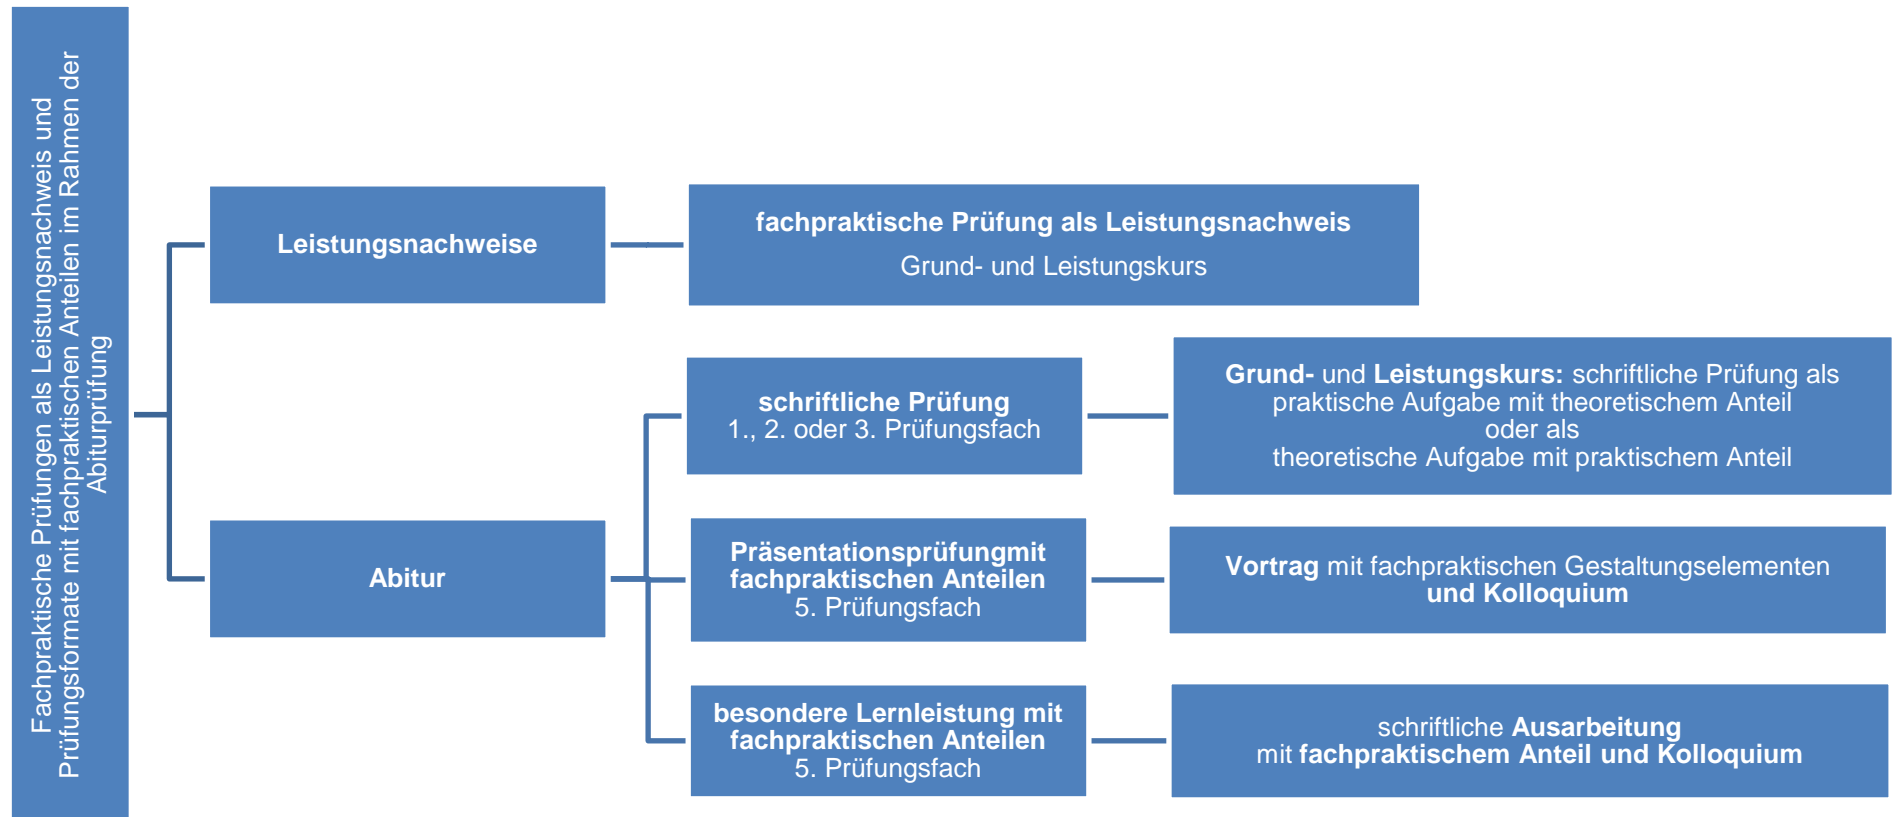 Fachpraktische Prüfungen als Leistungsnachweis und
Prüfungsformate mit fachpraktischen Anteilen im Rahmen der
Abiturprüfung
Leistungsnachweise
fachpraktische Prüfung als Leistungsnachweis
Grund- und Leistungskurs
Abitur
schriftliche Prüfung
1., 2. oder 3. Prüfungsfach
Grund- und Leistungskurs: schriftliche Prüfung als
praktische Aufgabe mit theoretischem Anteil
oder als
theoretische Aufgabe mit praktischem Anteil
Präsentationsprüfungmit
fachpraktischen Anteilen
5. Prüfungsfach
Vortrag mit fachpraktischen Gestaltungselementen
und Kolloquium
besondere Lernleistung mit
fachpraktischen Anteilen
5. Prüfungsfach
schriftliche Ausarbeitung
mit fachpraktischem Anteil und Kolloquium